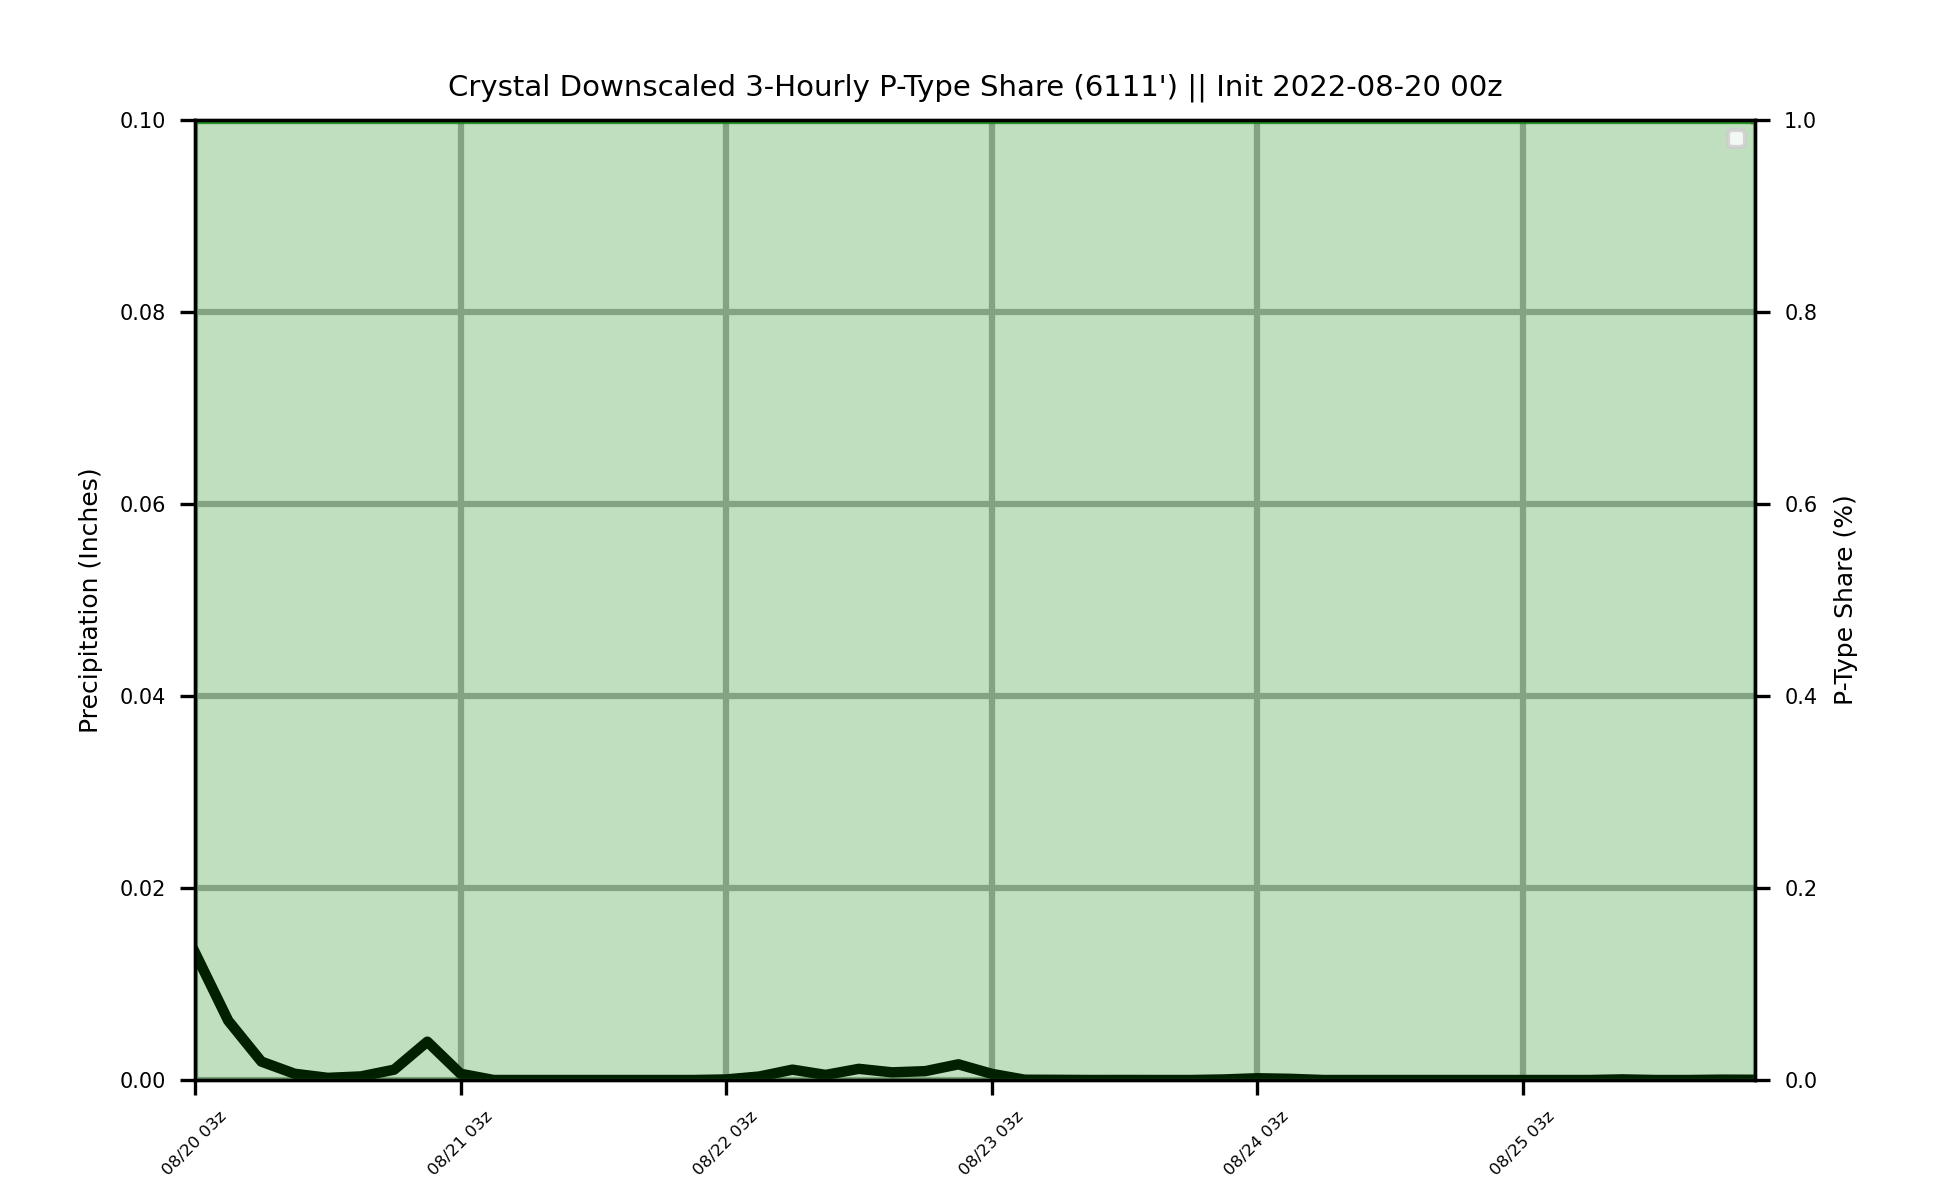 Crystal Downscaled 3-Hourly P-Type Share (6111') || Init 2022-08-20 00z
0.10
0.08
0.06
0.04
0.02
0.00
Precipitation (Inches)
1.0
0.8
0.6
0.4
0.2
0.0
P-Type Share (%)
08/20 03z
08/21 03z
08/22 03z
08/23 03z
08/24 03z
08/25 03z